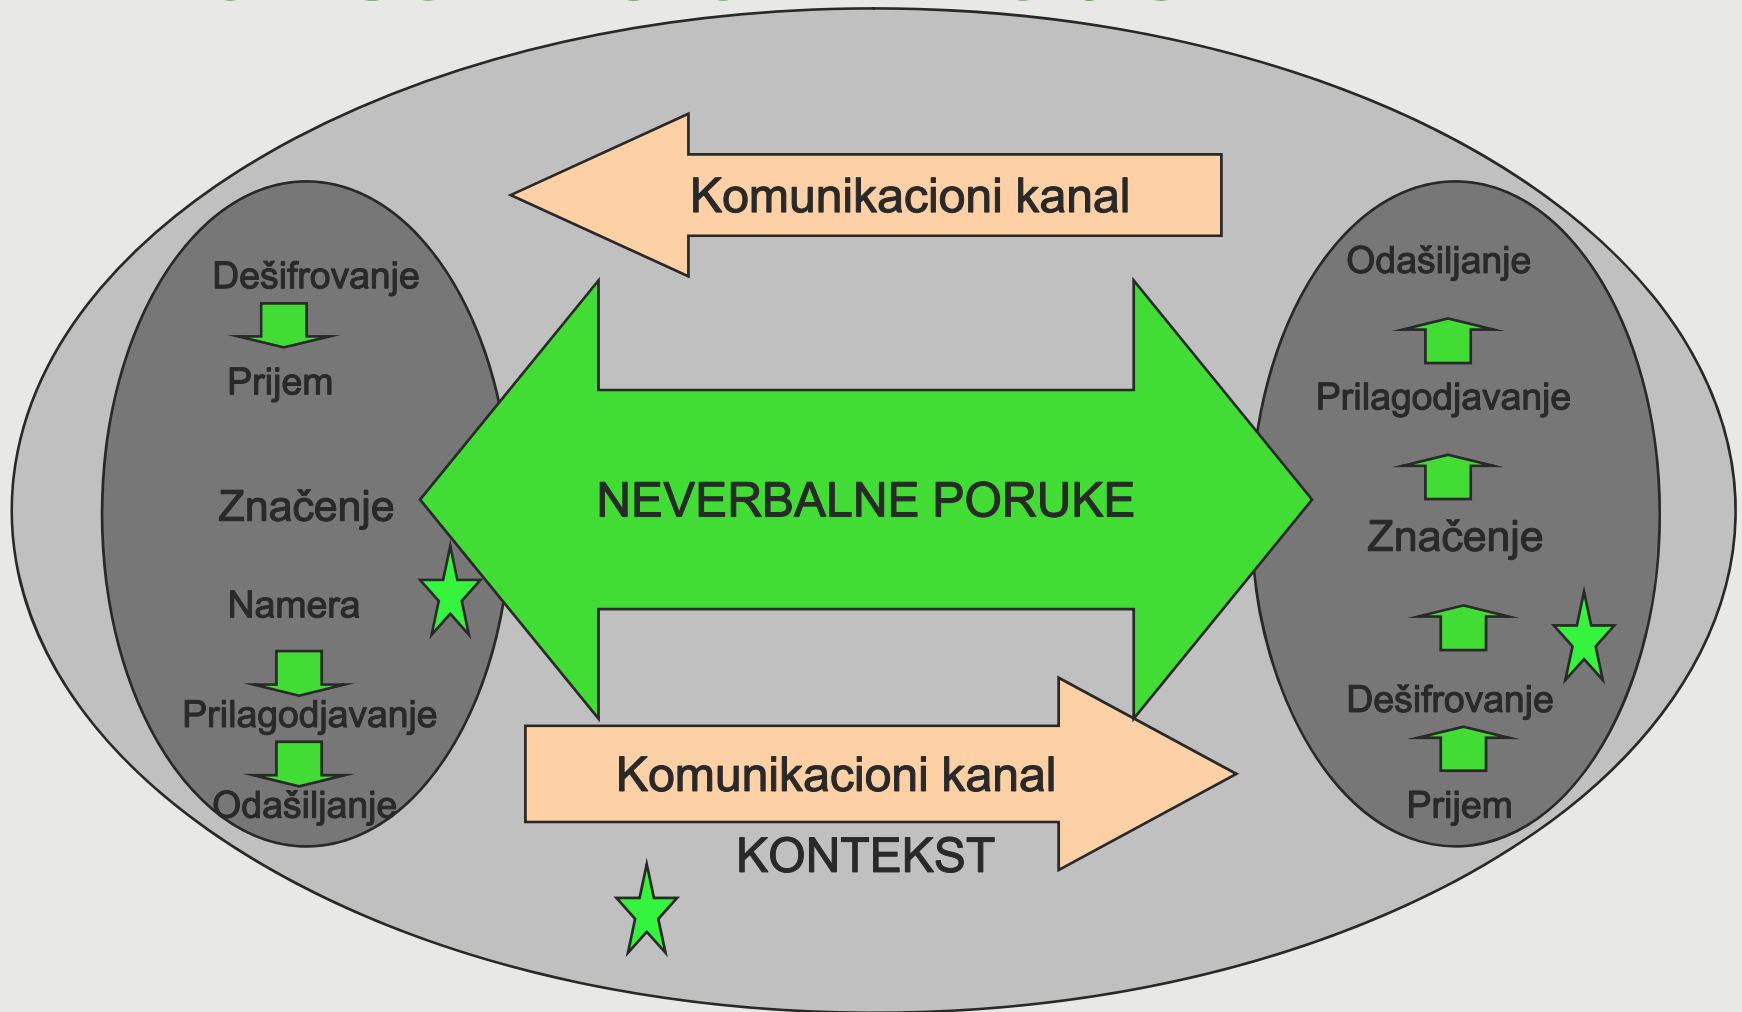 Komunikacioni kanal
Dešifrovanje
Prijem
Značenje
Namera
Prilagodjavanje
Odašiljanje
NEVERBALNE PORUKE
Odašiljanje
Prilagodjavanje
Značenje
Dešifrovanje
Prijem
Komunikacioni kanal
KONTEKST